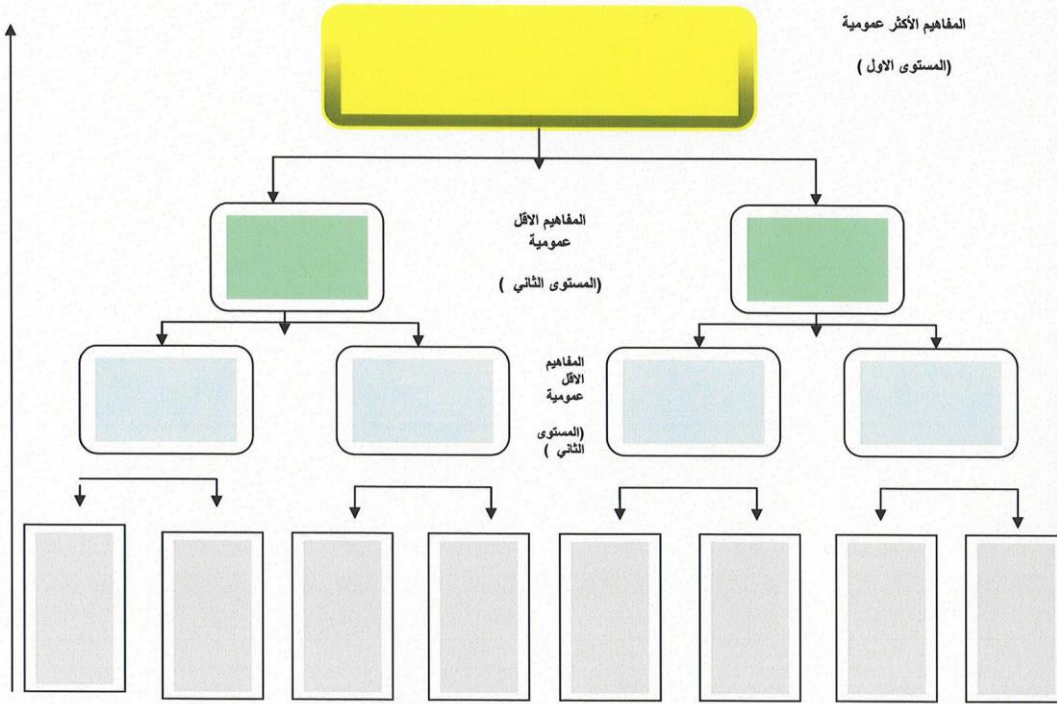 المفاهيم الأكثر عمومية
(المستوى الاول )
المفاهيم الاقل
عمومية
(المستوى الثاني )
المفاهيم
الاقل
عمومية
(المستوى
الثاني )